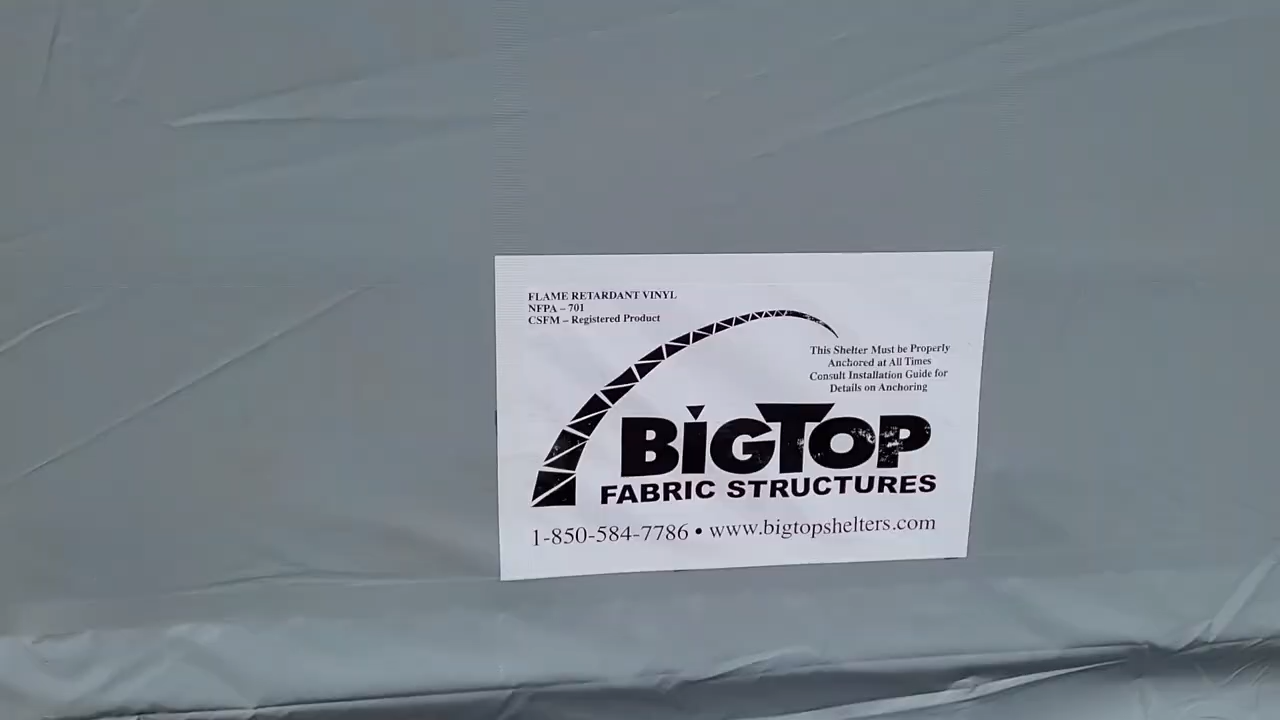 FLAME RETARDANT VINYL
NFPA – 701
CSFM – Registered Product
This Shelter Must be Properly
Anchored at All Times
Consult Installation Guide for
Details on Anchoring
BIGTOP
FABRIC STRUCTURES
1-850-584-7786 • www.bigtopshelters.com